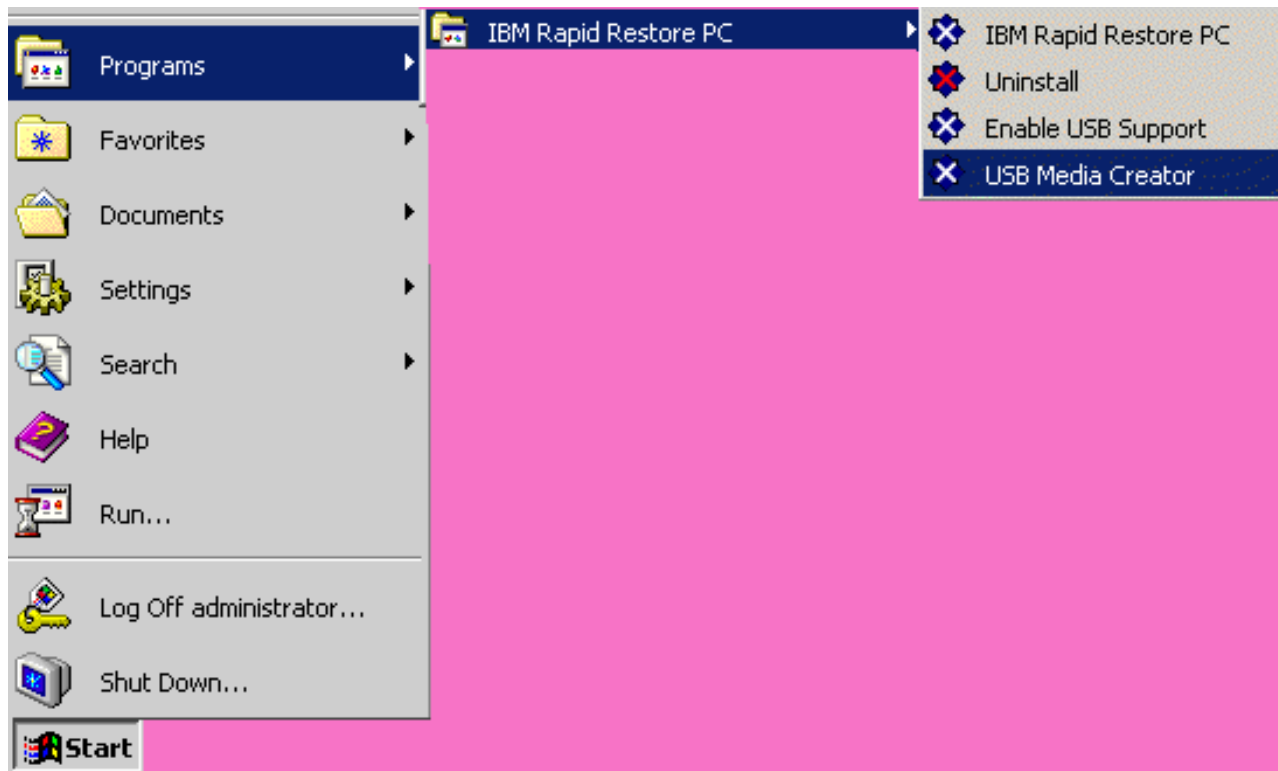 Programs
Favorites
Documents
Settings
Search
Help
Run...
Log Off administrator...
Shut Down...
Start
IBM Rapid Restore PC
IBM Rapid Restore PC
Uninstall
Enable USB Support
USB Media Creator